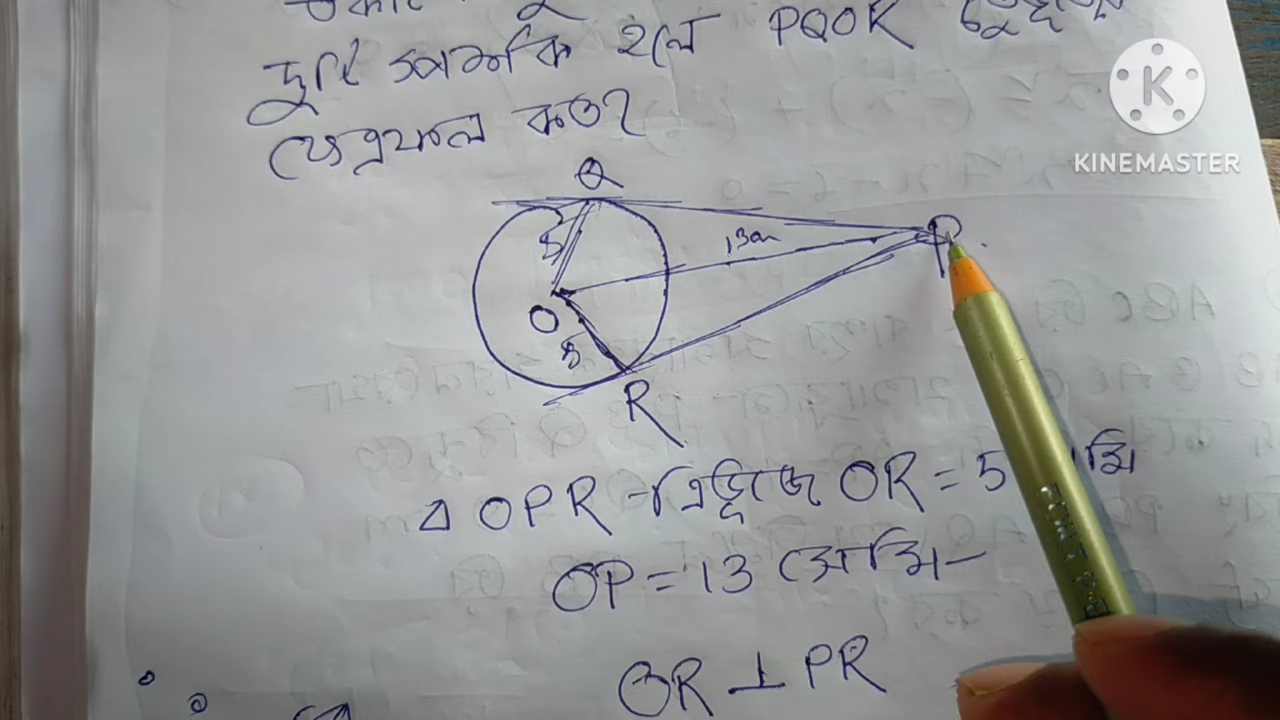 দুটি স্পর্শক হলে PQOR চতুর্ভুজের
ক্ষেত্রফল কত?
KINEMASTER
Q
5
13cm
P
O
5
R
Δ OPR ত্রিভুজে OR = 5
OP = 13 সেমি
OR ⊥ PR